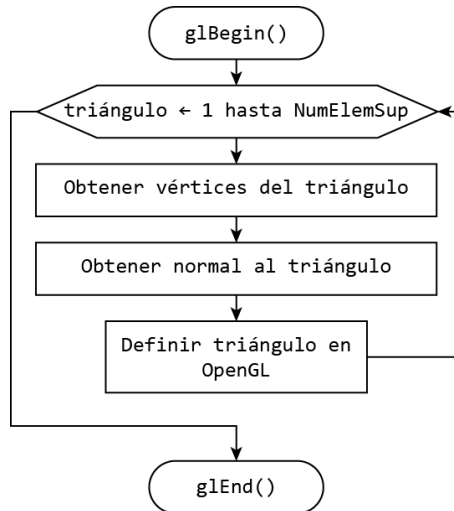 glBegin()
triángulo ← 1 hasta NumElemSup
Obtener vértices del triángulo
Obtener normal al triángulo
Definir triángulo en
OpenGL
glEnd()